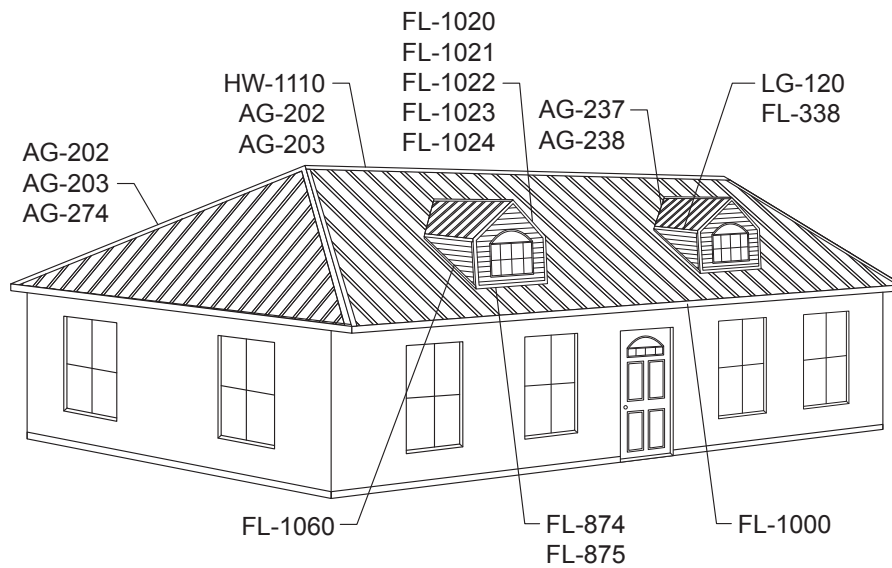 FL-1020
FL-1021
FL-1022
FL-1023
FL-1024
HW-1110
AG-202
AG-203
AG-237
AG-238
LG-120
FL-338
AG-202
AG-203
AG-274
FL-1060
FL-874
FL-875
FL-1000